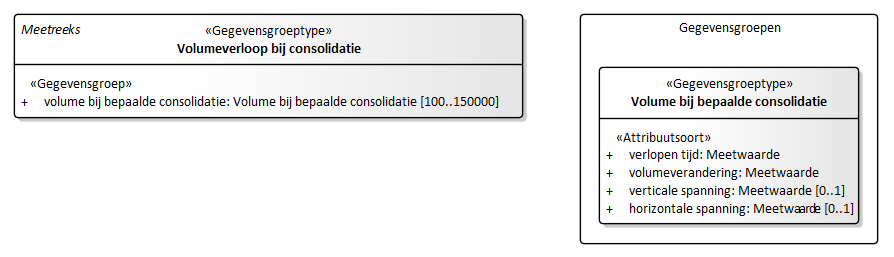 Meetreeks
«Gegevensgroeptype»
Volumeverloop bij consolidatie
«Gegevensgroep»
+ volume bij bepaalde consolidatie: Volume bij bepaalde consolidatie [100..150000]
Gegevensgroepen
«Gegevensgroeptype»
Volume bij bepaalde consolidatie
«Attribuutsoort»
+ verlopen tijd: Meetwaarde
+ volumeverandering: Meetwaarde
+ verticale spanning: Meetwaarde [0..1]
+ horizontale spanning: Meetwaarde [0..1]